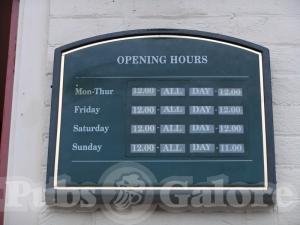 OPENING HOURS
Mon-Thur 12.00 - ALL DAY - 12.00
Friday 12.00 - ALL DAY - 12.00
Saturday 12.00 - ALL DAY - 12.00
Sunday 12.00 - ALL DAY - 11.00
Pubs Galore